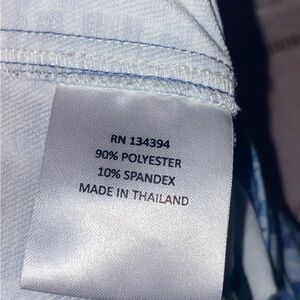 RN 134394
90% POLYESTER
10% SPANDEX
MADE IN THAILAND